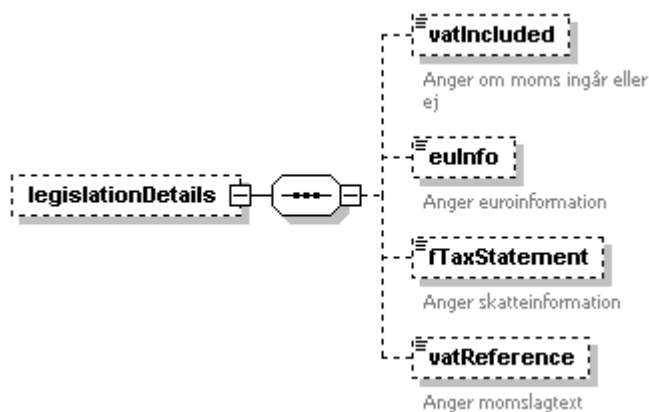 vatIncluded
Anger om moms ingår eller
ej
euInfo
Anger euroinformation
legislationDetails
fTaxStatement
Anger skatteinformation
vatReference
Anger momslagtext